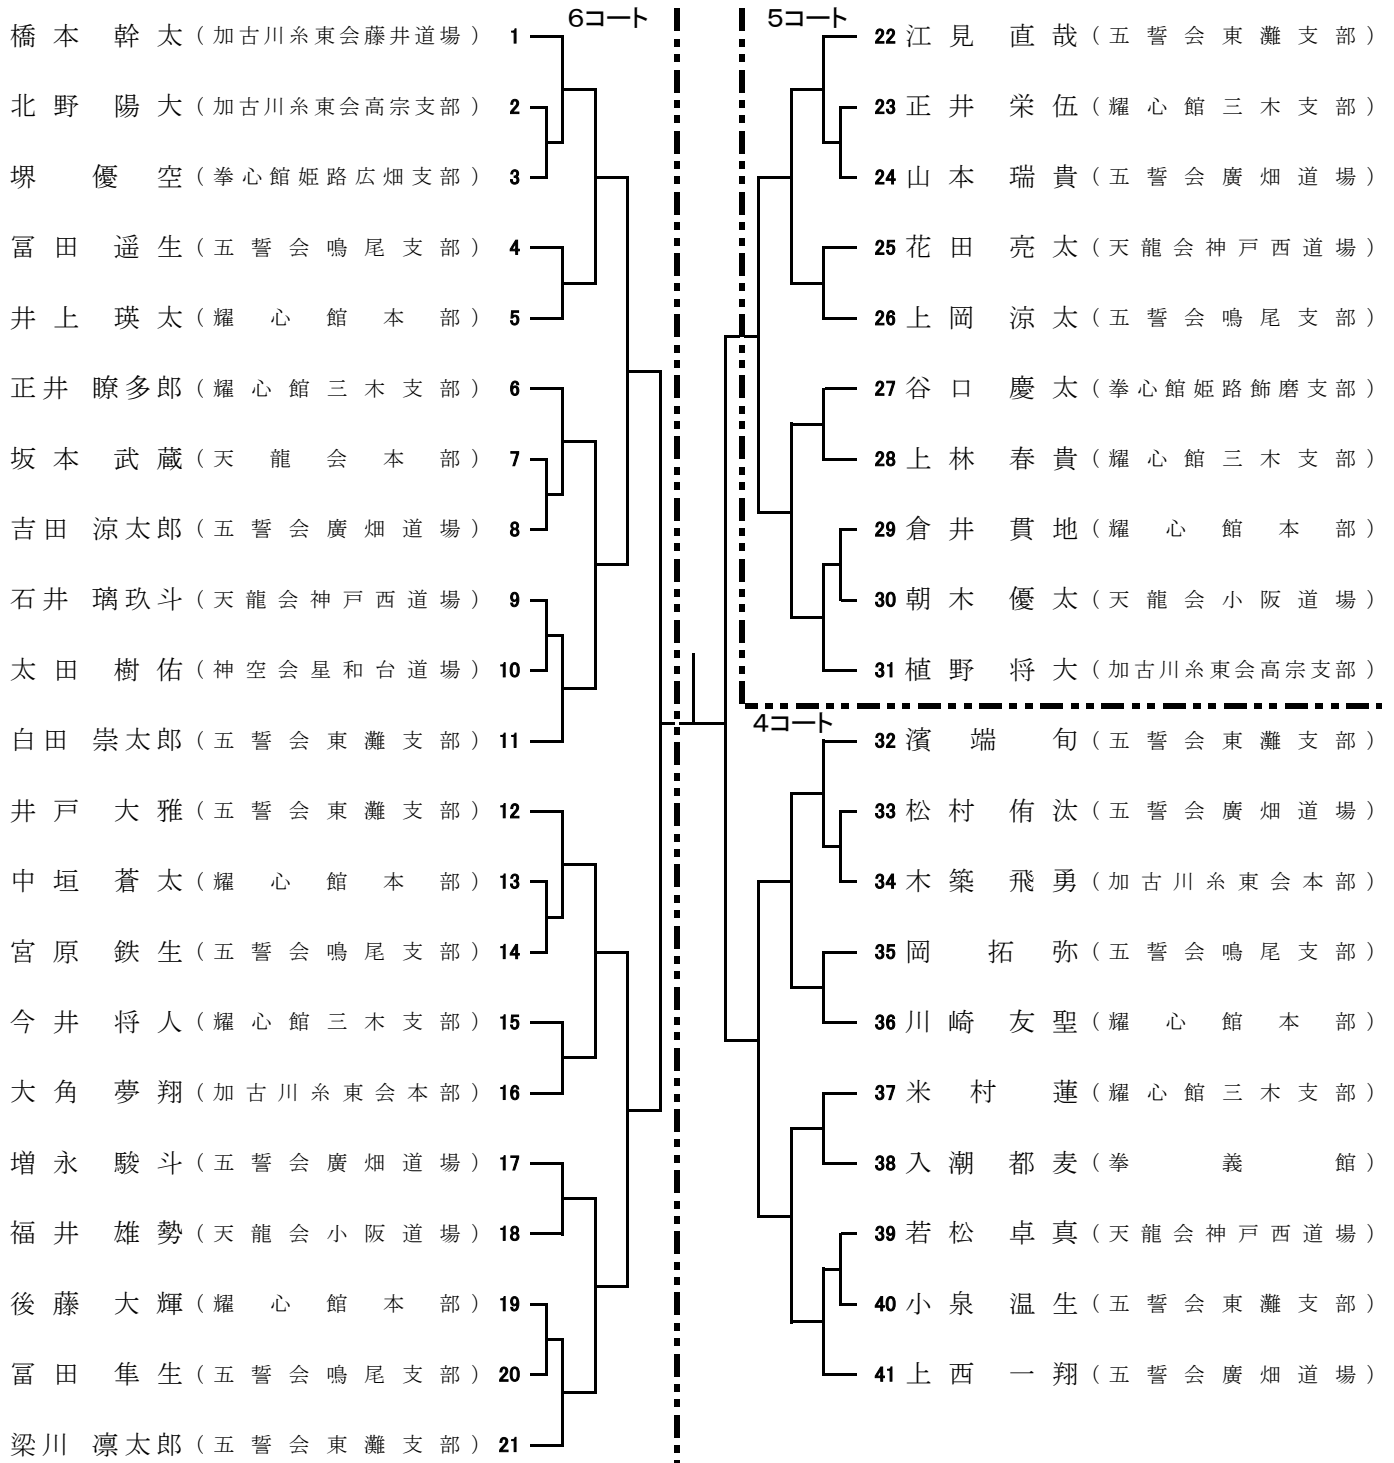 6コート
橋本 幹太(加古川糸東会藤井道場) 1
北野 陽大(加古川糸東会高宗支部) 2
堺 優空(拳心館姫路広畑支部) 3
冨田 遥生(五誓会鳴尾支部) 4
井上 瑛太(耀心館本部) 5
正井 瞭多郎(耀心館三木支部) 6
坂本 武蔵(天龍会本部) 7
吉田 涼太郎(五誓会廣畑道場) 8
石井 璃玖斗(天龍会神戸西道場) 9
太田 樹佑(神空会星和台道場) 10
白田 崇太郎(五誓会東灘支部) 11
井戸 大雅(五誓会東灘支部) 12
中垣 蒼太(耀心館本部) 13
宮原 鉄生(五誓会鳴尾支部) 14
今井 将人(耀心館三木支部) 15
大角 夢翔(加古川糸東会本部) 16
増永 駿斗(五誓会廣畑道場) 17
福井 雄勢(天龍会小阪道場) 18
後藤 大輝(耀心館本部) 19
冨田 隼生(五誓会鳴尾支部) 20
梁川 凛太郎(五誓会東灘支部) 21
5コート
22 江見 直哉(五誓会東灘支部)
23 正井 栄伍(耀心館三木支部)
24 山本 瑞貴(五誓会廣畑道場)
25 花田 亮太(天龍会神戸西道場)
26 上岡 涼太(五誓会鳴尾支部)
27 谷口 慶太(拳心館姫路飾磨支部)
28 上林 春貴(耀心館三木支部)
29 倉井 貫地(耀心館本部)
30 朝木 優太(天龍会小阪道場)
31 植野 将大(加古川糸東会高宗支部)
4コート
32 濱端 旬(五誓会東灘支部)
33 松村 侑汰(五誓会廣畑道場)
34 木築 飛勇(加古川糸東会本部)
35 岡 拓弥(五誓会鳴尾支部)
36 川崎 友聖(耀心館本部)
37 米村 蓮(耀心館三木支部)
38 入潮 都麦(拳義館)
39 若松 卓真(天龍会神戸西道場)
40 小泉 温生(五誓会東灘支部)
41 上西 一翔(五誓会廣畑道場)